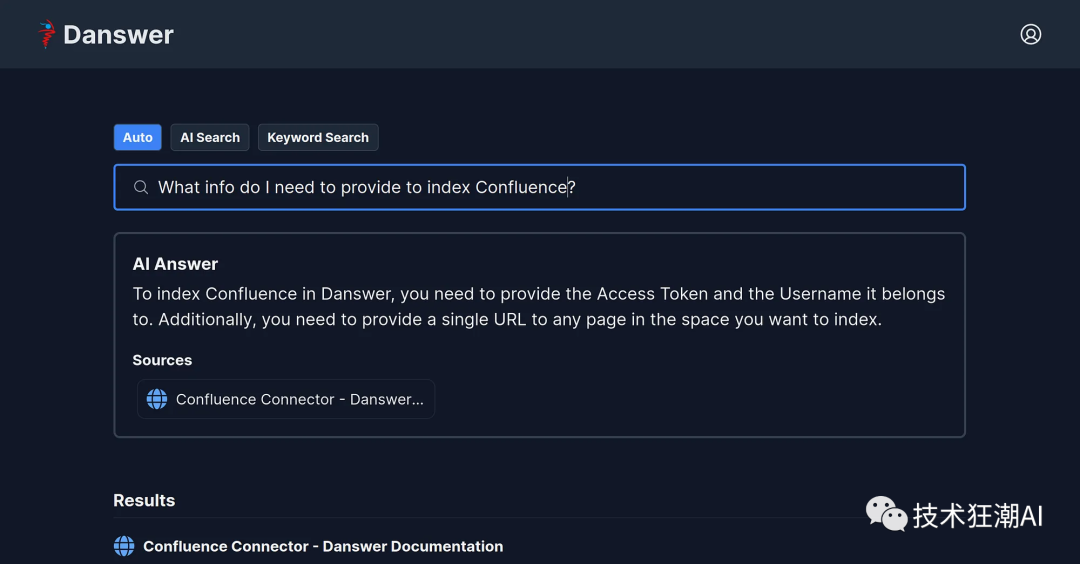 Danswer
Auto
AI Search
Keyword Search
What info do I need to provide to index Confluence?
AI Answer
To index Confluence in Danswer, you need to provide the Access Token and the Username it belongs
to. Additionally, you need to provide a single URL to any page in the space you want to index.
Sources
Confluence Connector - Danswer...
Results
技术狂潮AI
Confluence Connector - Danswer Documentation